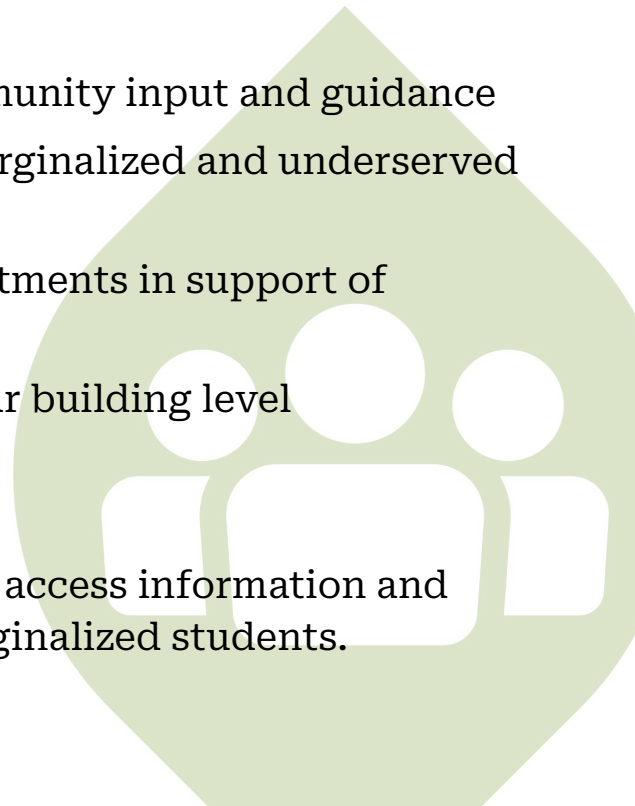 munity input and guidance
rginalized and underserved
tments in support of
r building level
access information and
ginalized students.